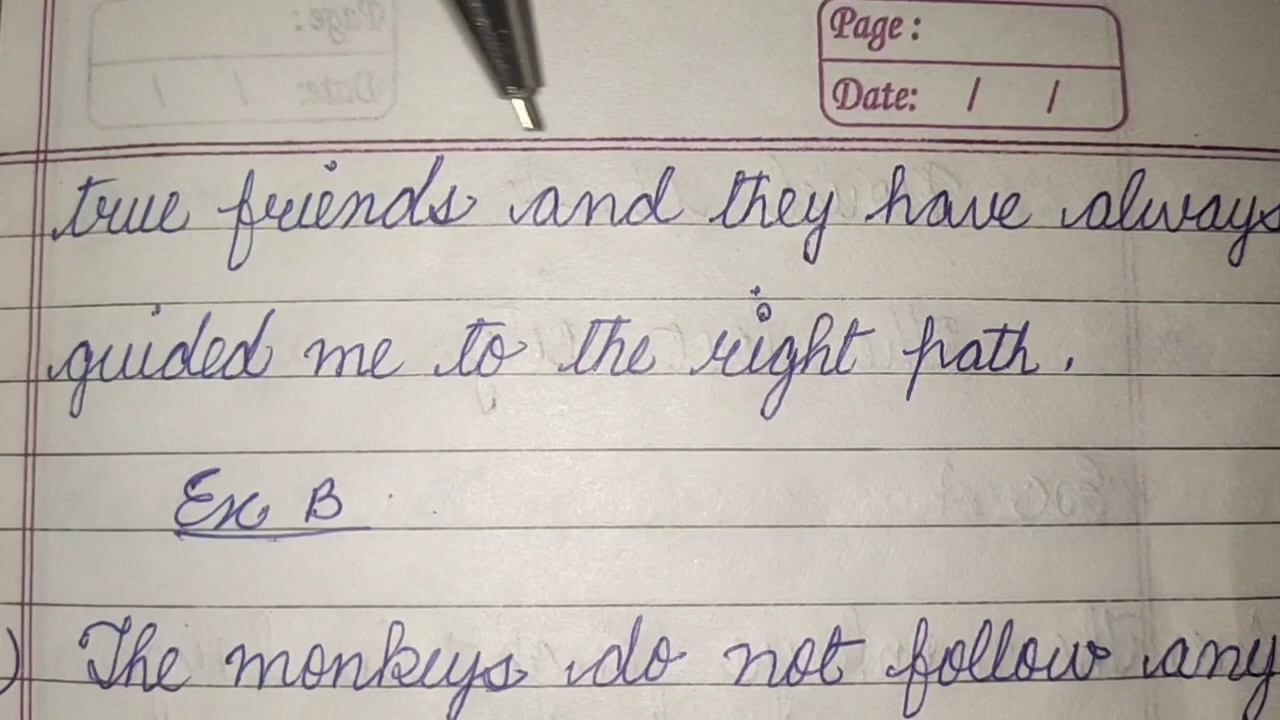 Page:
Date: / /
true friends and they have always
guided me to the right path.
Ex B
) The monkeys do not follow any